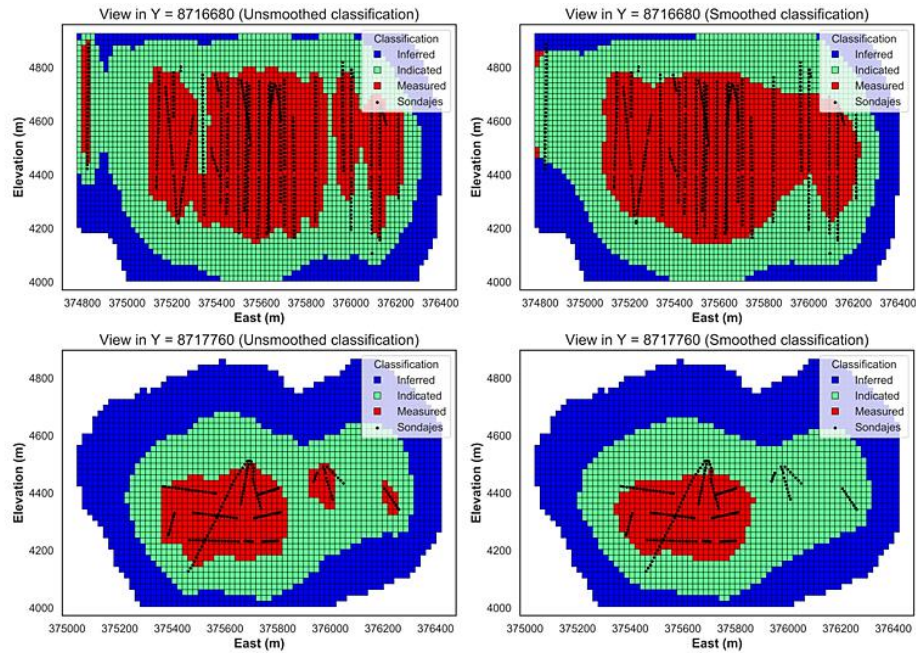 View in Y = 8716680 (Unsmoothed classification)
Classification
Inferred
Indicated
Measured
Sondajes
Elevation (m)
4800
4600
4400
4200
4000
374800 375000 375200 375400 375600 375800 376000 376200 376400
East (m)
View in Y = 8716680 (Smoothed classification)
Classification
Inferred
Indicated
Measured
Sondajes
Elevation (m)
4800
4600
4400
4200
4000
374800 375000 375200 375400 375600 375800 376000 376200 376400
East (m)
View in Y = 8717760 (Unsmoothed classification)
Classification
Inferred
Indicated
Measured
Sondajes
Elevation (m)
4800
4600
4400
4200
4000
375000 375200 375400 375600 375800 376000 376200 376400
East (m)
View in Y = 8717760 (Smoothed classification)
Classification
Inferred
Indicated
Measured
Sondajes
Elevation (m)
4800
4600
4400
4200
4000
375000 375200 375400 375600 375800 376000 376200 376400
East (m)